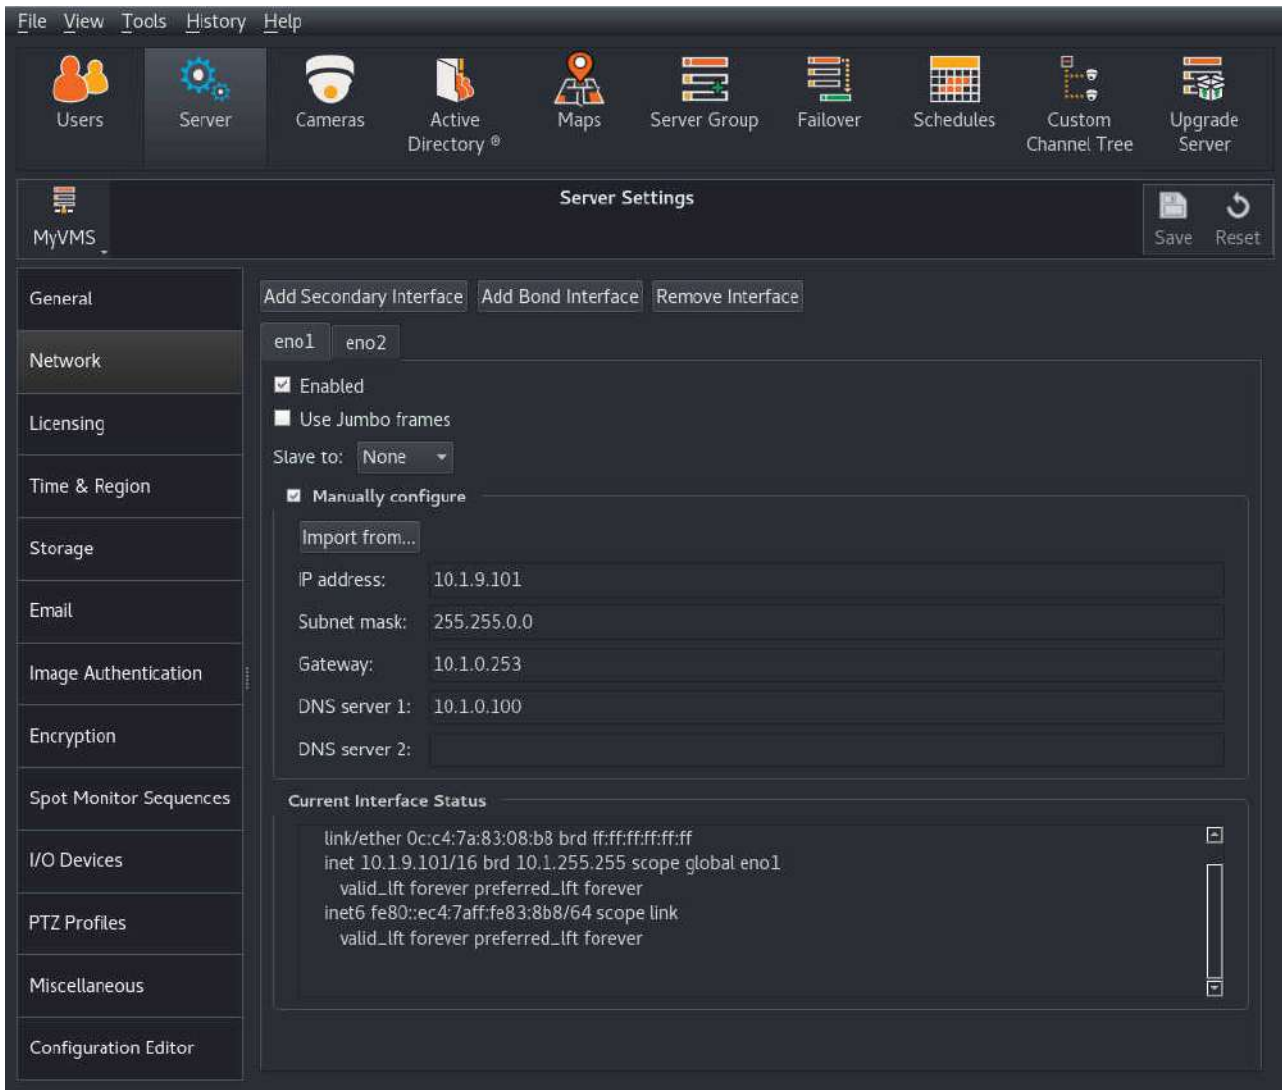 File View Tools History Help
Users
Server
Cameras
Active
Directory ®
Maps
Server Group
Failover
Schedules
Custom
Channel Tree
Upgrade
Server
MyVMS
Server Settings
Save
Reset
General
Network
Licensing
Time & Region
Storage
Email
Image Authentication
Encryption
Spot Monitor Sequences
I/O Devices
PTZ Profiles
Miscellaneous
Configuration Editor
Add Secondary Interface Add Bond Interface Remove Interface
eno1 eno2
Enabled
Use Jumbo frames
Slave to: None
Manually configure
Import from...
IP address: 10.1.9.101
Subnet mask: 255.255.0.0
Gateway: 10.1.0.253
DNS server 1: 10.1.0.100
DNS server 2:
Current Interface Status
link/ether 0c:c4:7a:83:08:b8 brd ff:ff:ff:ff:ff:ff
inet 10.1.9.101/16 brd 10.1.255.255 scope global eno1
valid_lft forever preferred_lft forever
inet6 fe80::ec4:7aff:fe83:8b8/64 scope link
valid_lft forever preferred_lft forever